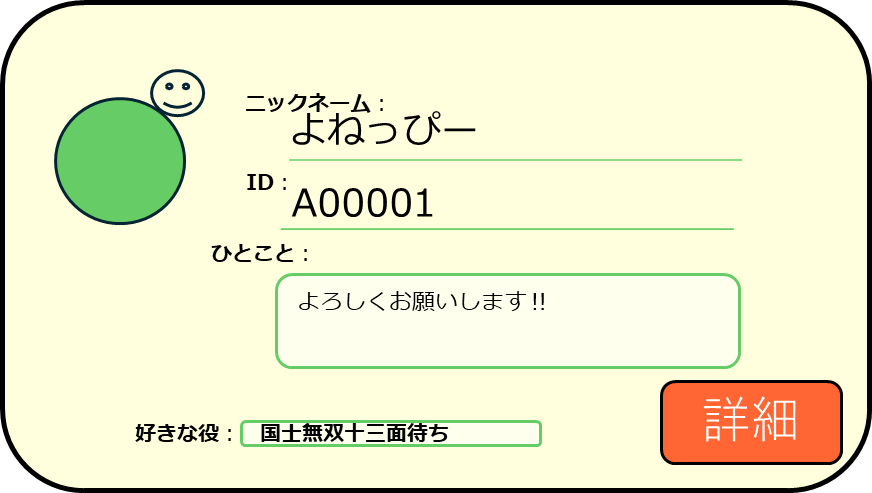 ニックネーム：
よねっぴー
ID：
A00001
ひとこと：
よろしくお願いします!!
好きな役：
国士無双十三面待ち
詳細